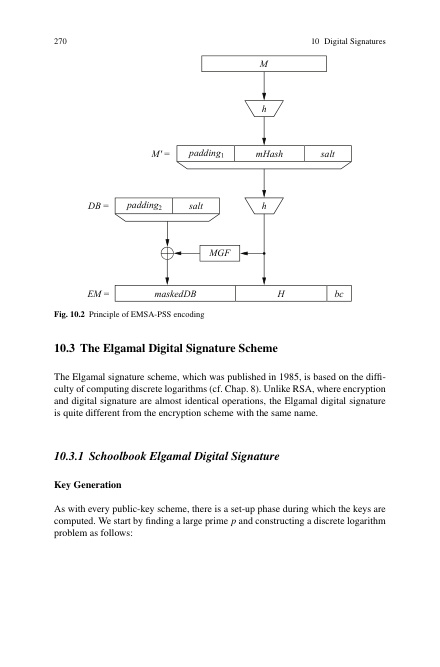 270
10 Digital Signatures
M
h
M' = padding1 mHash salt
DB = padding2 salt
h
MGF
EM = maskedDB H bc
Fig. 10.2 Principle of EMSA-PSS encoding
10.3 The Elgamal Digital Signature Scheme
The Elgamal signature scheme, which was published in 1985, is based on the diffi-
culty of computing discrete logarithms (cf. Chap. 8). Unlike RSA, where encryption
and digital signature are almost identical operations, the Elgamal digital signature
is quite different from the encryption scheme with the same name.
10.3.1 Schoolbook Elgamal Digital Signature
Key Generation
As with every public-key scheme, there is a set-up phase during which the keys are
computed. We start by finding a large prime p and constructing a discrete logarithm
problem as follows: